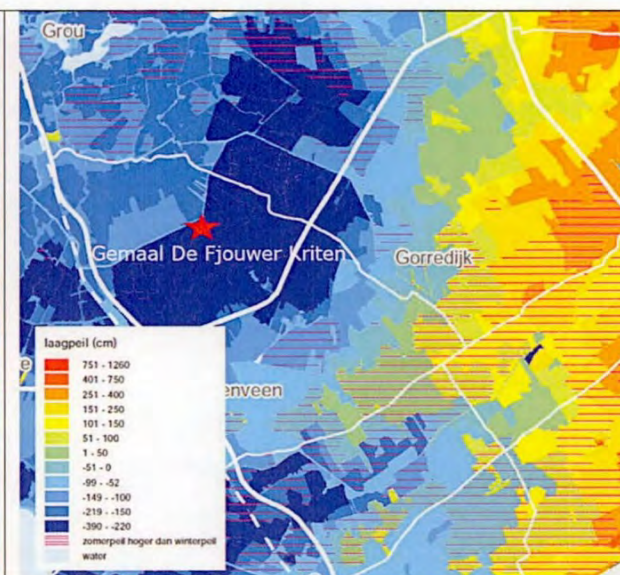 Grou
Gemaal De Fjouwer Kriten
Gorredijk
e
enveen
laagpeil (cm)
751 - 1260
401 - 750
251 - 400
151 - 250
101 - 150
51 - 100
1 - 50
-51 - 0
-99 - -52
-149 - -100
-219 - -150
-390 - -220
zomerpeil hoger dan winterpeil
water